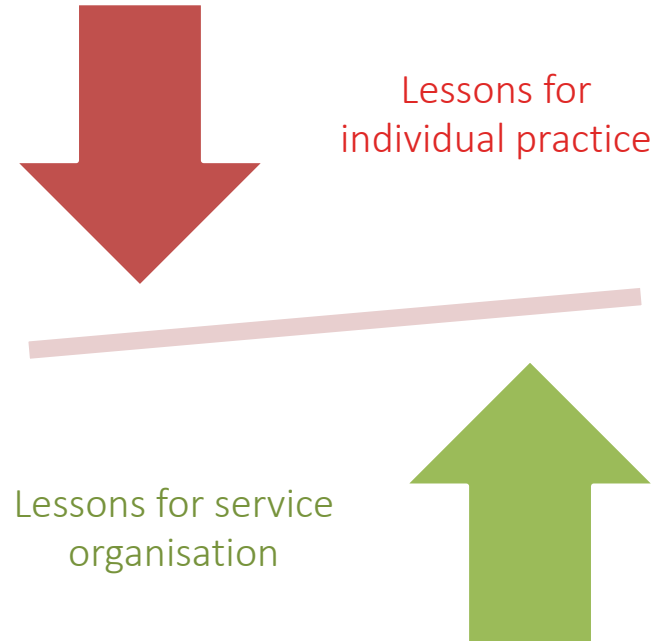 Lessons for
individual practice
Lessons for service
organisation